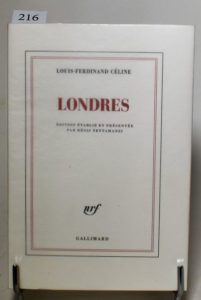 216
LOUIS-FERDINAND CÉLINE
LONDRES
ÉDITION ÉTABLIE ET PRÉSENTÉE
PAR RÉGIS TETTAMANZI
nrf
GALLIMARD